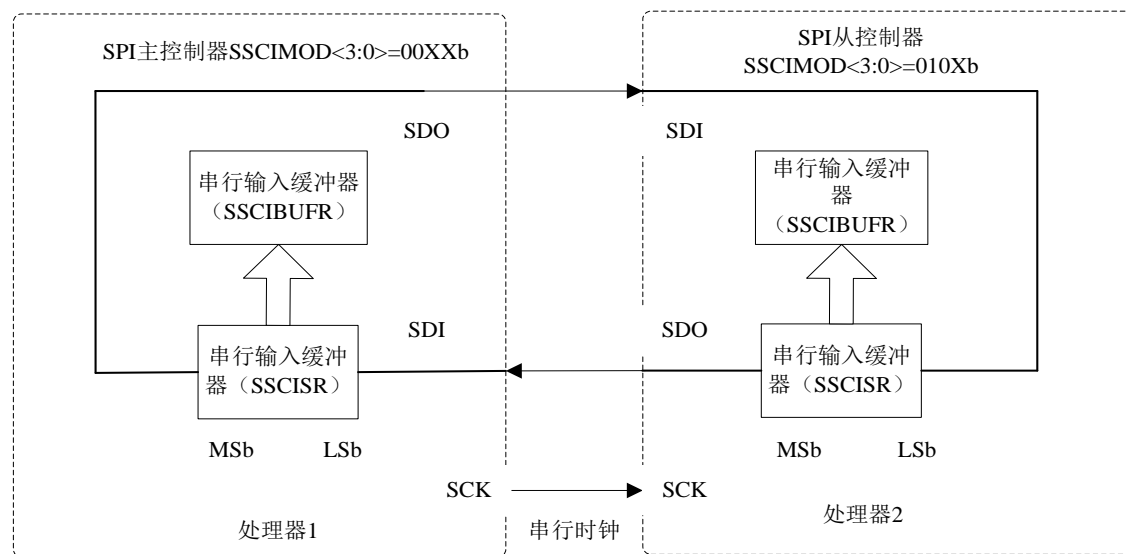 SPI主控制器SSCIMOD<3:0>=00XXb
SDO
串行输入缓冲器
（SSCIBUFR）
SDI
串行输入缓冲
器（SSCISR）
MSb
LSb
SCK
处理器1
串行时钟
SPI从控制器
SSCIMOD<3:0>=010Xb
SDI
串行输入缓冲
器
（SSCIBUFR）
SDO
串行输入缓冲
器（SSCISR）
MSb
LSb
SCK
处理器2